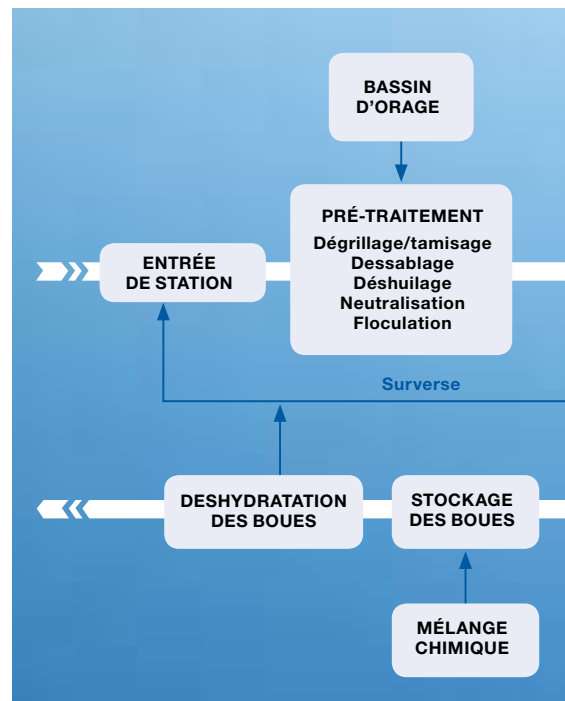 BASSIN
D'ORAGE
PRÉ-TRAITEMENT
Dégrillage/tamisage
Dessablage
Déshuilage
Neutralisation
Floculation
ENTRÉE
DE STATION
Surverse
DESHYDRATATION
DES BOUES
STOCKAGE
DES BOUES
MÉLANGE
CHIMIQUE